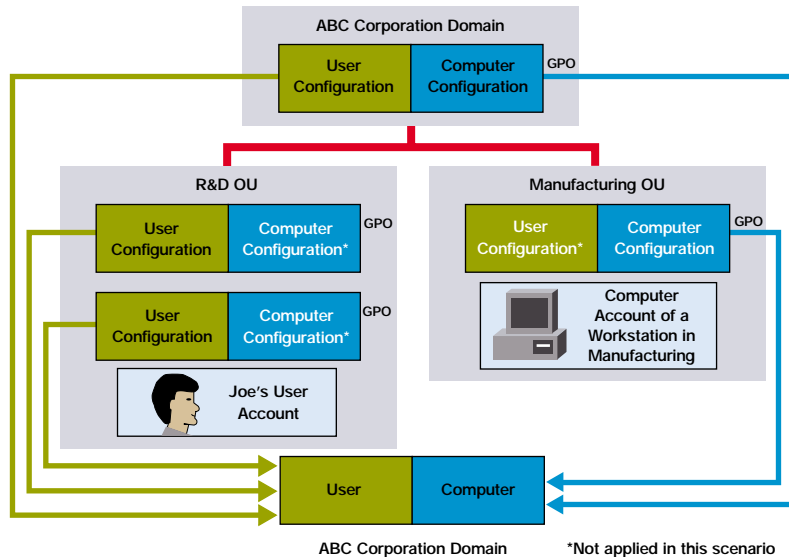 ABC Corporation Domain
User
Configuration
Computer
Configuration
GPO
R&D OU
User
Configuration
Computer
Configuration*
GPO
User
Configuration
Computer
Configuration*
GPO
Joe's User
Account
Manufacturing OU
User
Configuration*
Computer
Configuration
GPO
Computer
Account of a
Workstation in
Manufacturing
User
Computer
ABC Corporation Domain
*Not applied in this scenario